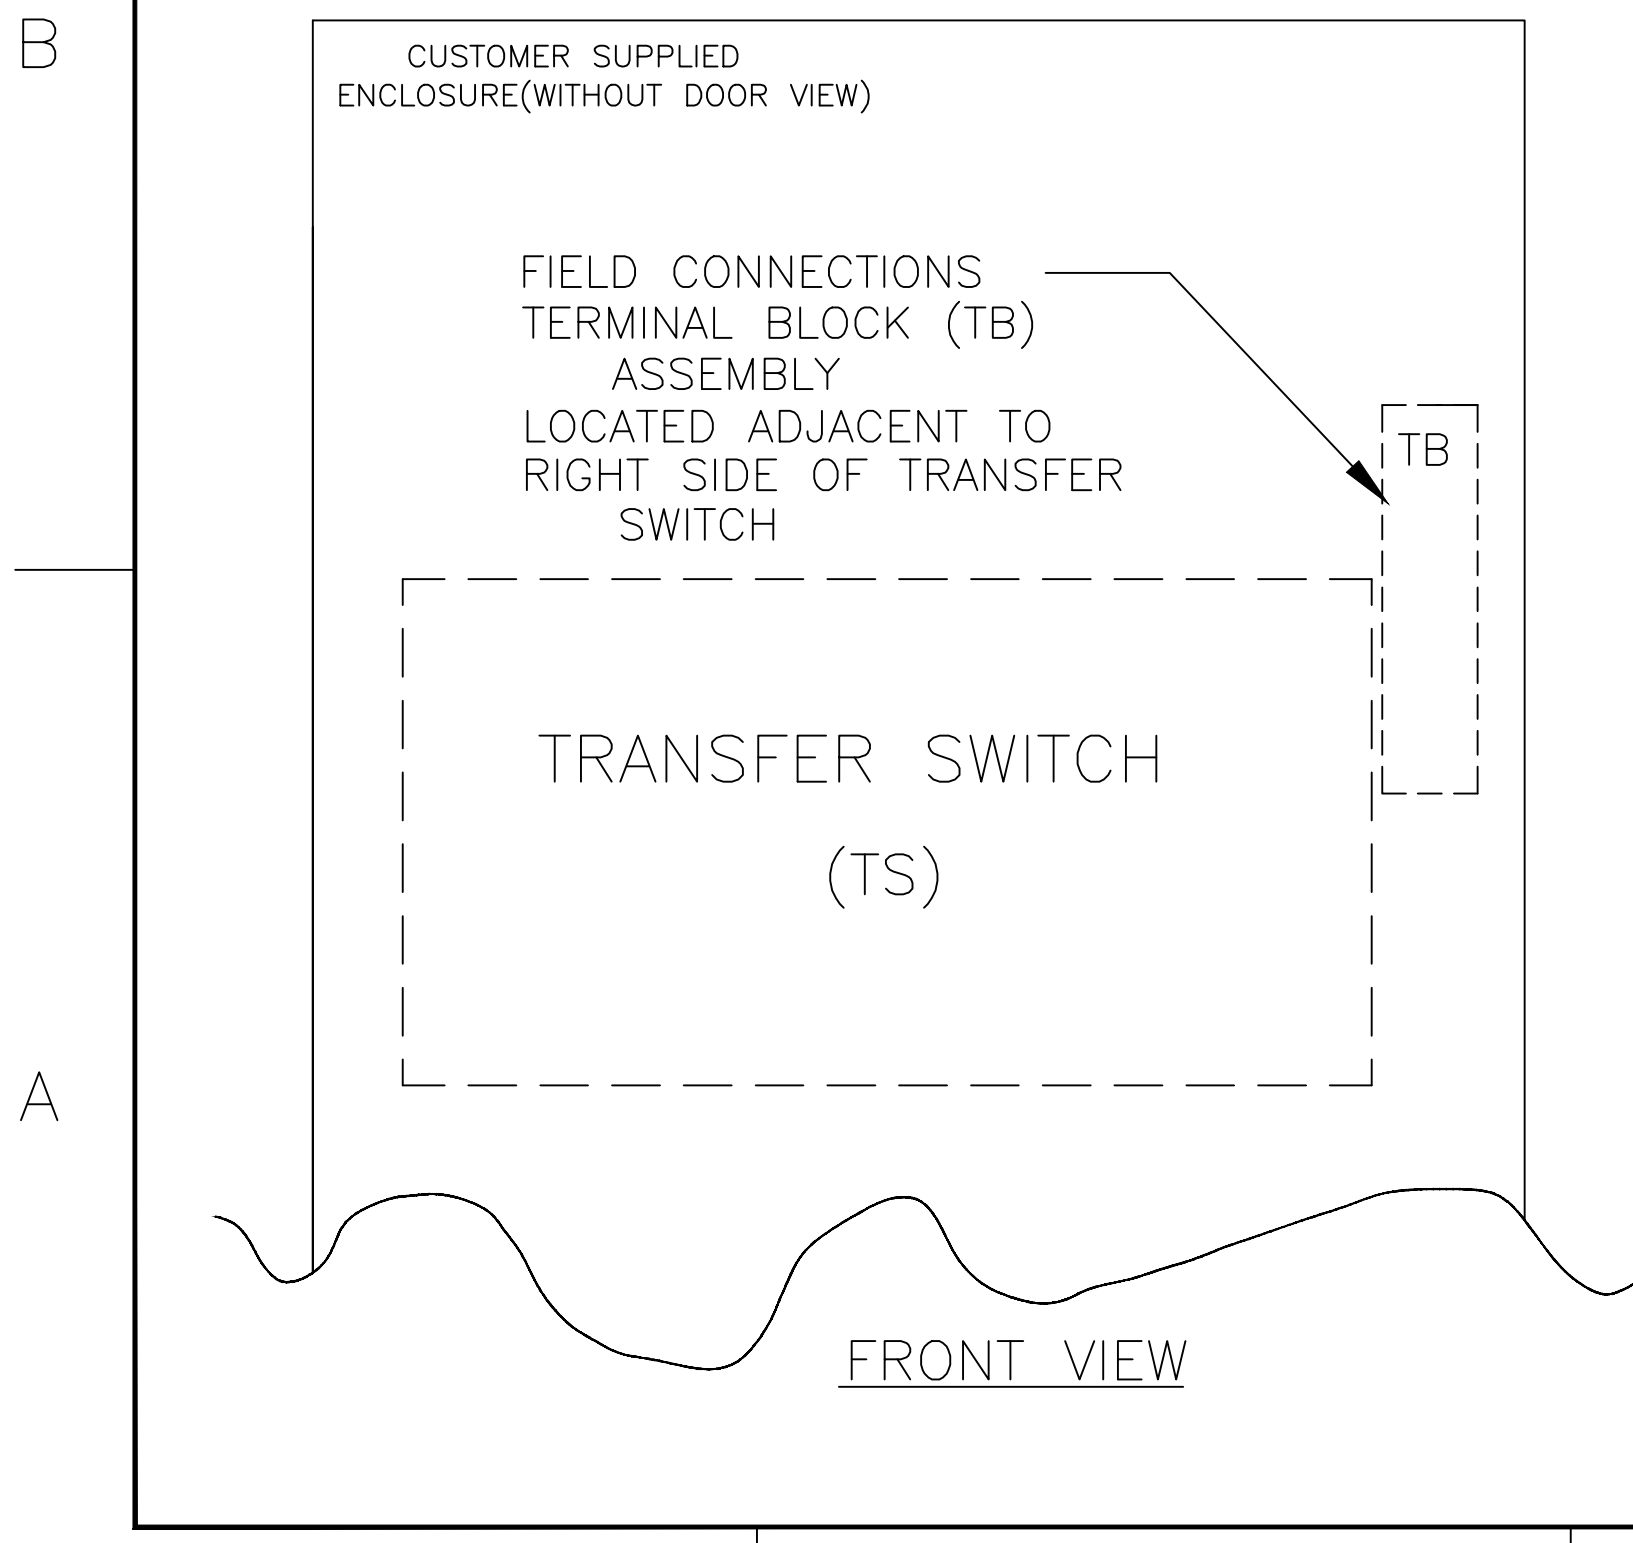 B
CUSTOMER SUPPLIED
ENCLOSURE(WITHOUT DOOR VIEW)
FIELD CONNECTIONS
TERMINAL BLOCK (TB)
ASSEMBLY
LOCATED ADJACENT TO
RIGHT SIDE OF TRANSFER
SWITCH
TB
TRANSFER SWITCH
(TS)
A
FRONT VIEW